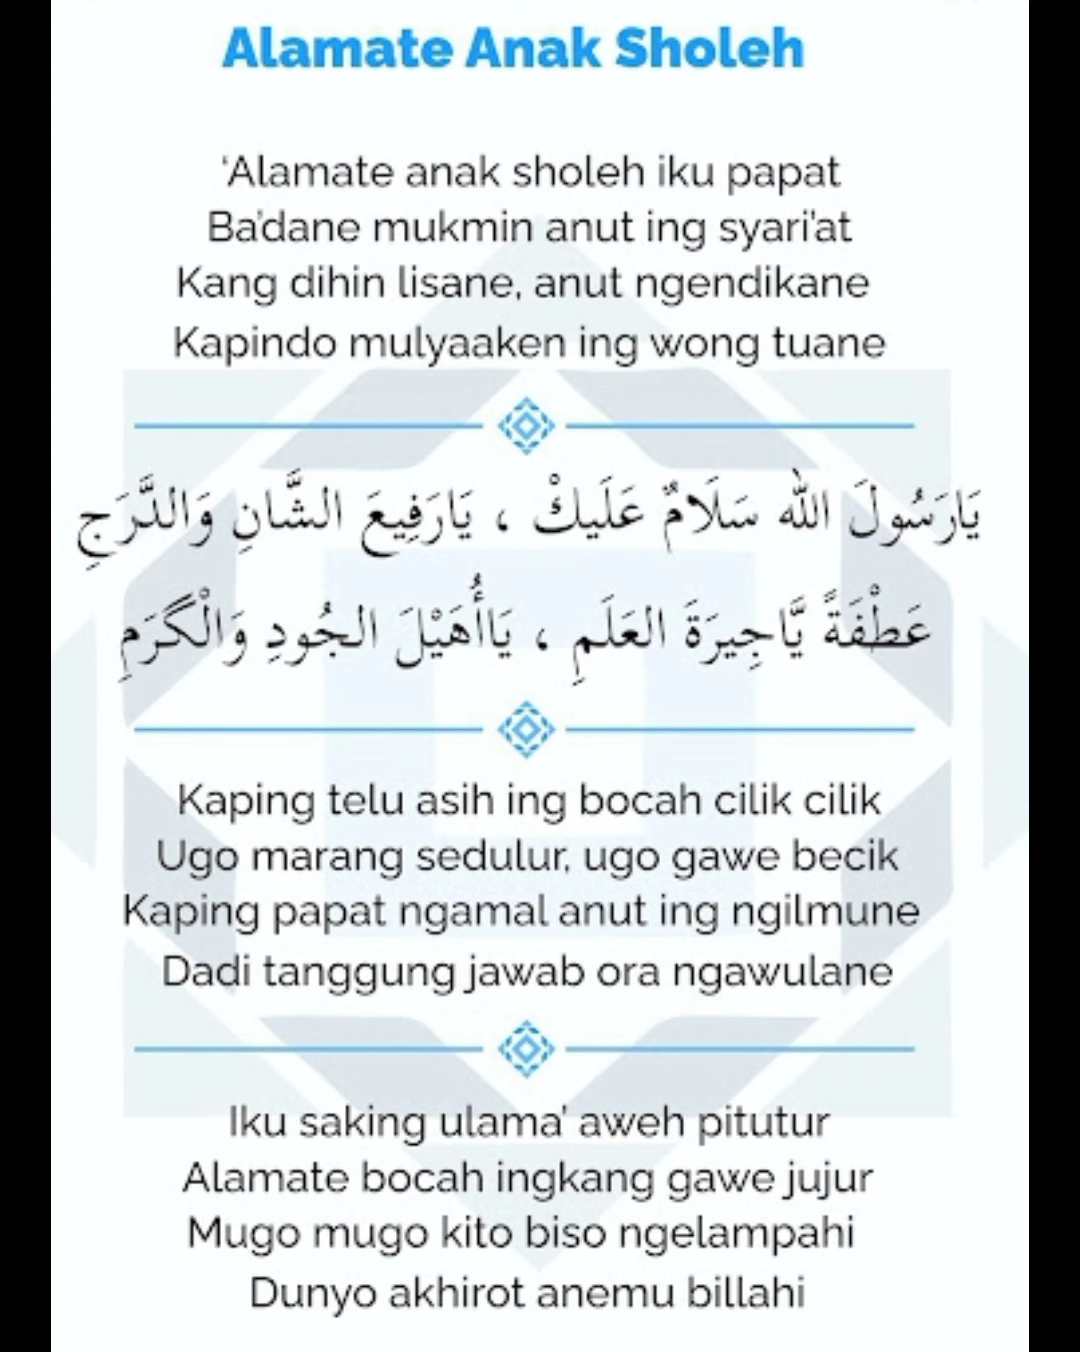 Alamate Anak Sholeh
'Alamate anak sholeh iku papat
Ba'dane mukmin anut ing syari'at
Kang dihin lisane, anut ngendikane
Kapindo mulyaaken ing wong tuane
يَارَسُولَ اللّٰه سَلَامٌ عَلَيكْ ، يَارَفِيعَ الشَّانِ وَالدَّرَجِ
عَطْفَةً يَّاجِيرَةَ العَلَمِ ، يَاأُهَيْلَ الجُودِ وَالْكَرَمِ
Kaping telu asih ing bocah cilik cilik
Ugo marang sedulur, ugo gawe becik
Kaping papat ngamal anut ing ngilmune
Dadi tanggung jawab ora ngawulane
Iku saking ulama' aweh pitutur
Alamate bocah ingkang gawe jujur
Mugo mugo kito biso ngelampahi
Dunyo akhirot anemu billahi